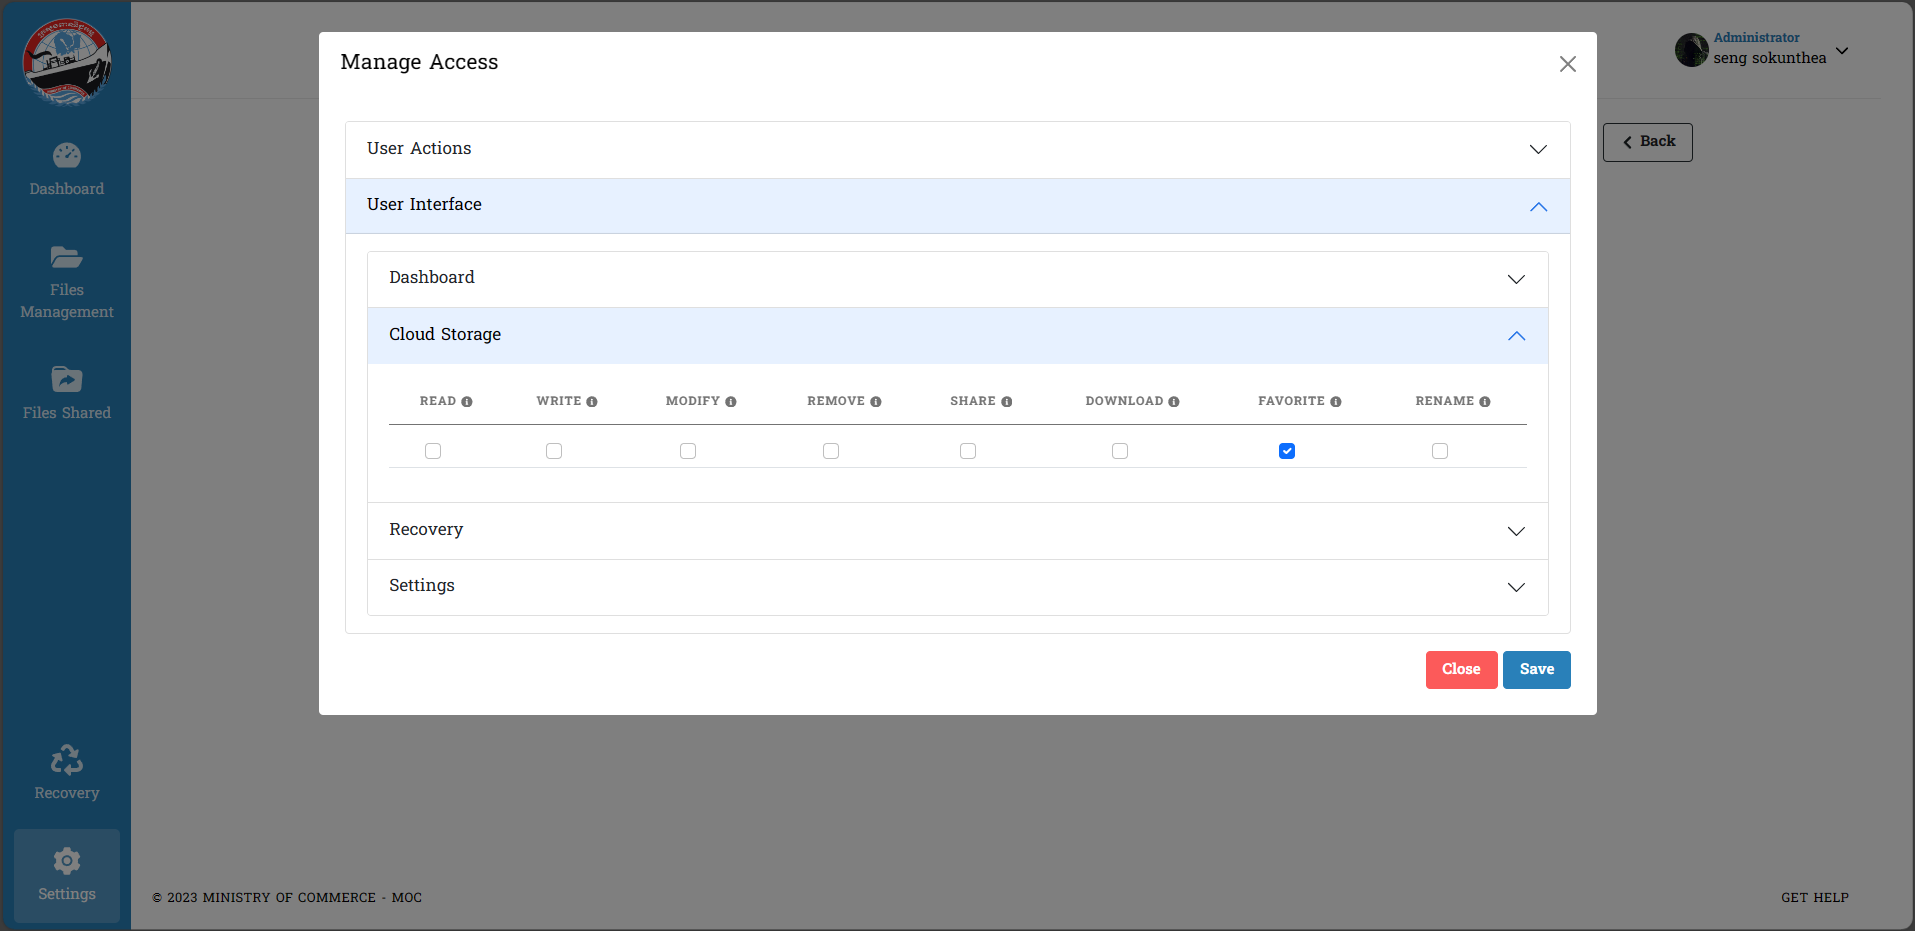 Manage Access
Administrator
seng sokunthea
Back
User Actions
User Interface
Dashboard
Cloud Storage
READ WRITE MODIFY REMOVE SHARE DOWNLOAD FAVORITE RENAME
Recovery
Settings
Close Save
Dashboard
Files
Management
Files Shared
Recovery
Settings
© 2023 MINISTRY OF COMMERCE - MOC
GET HELP